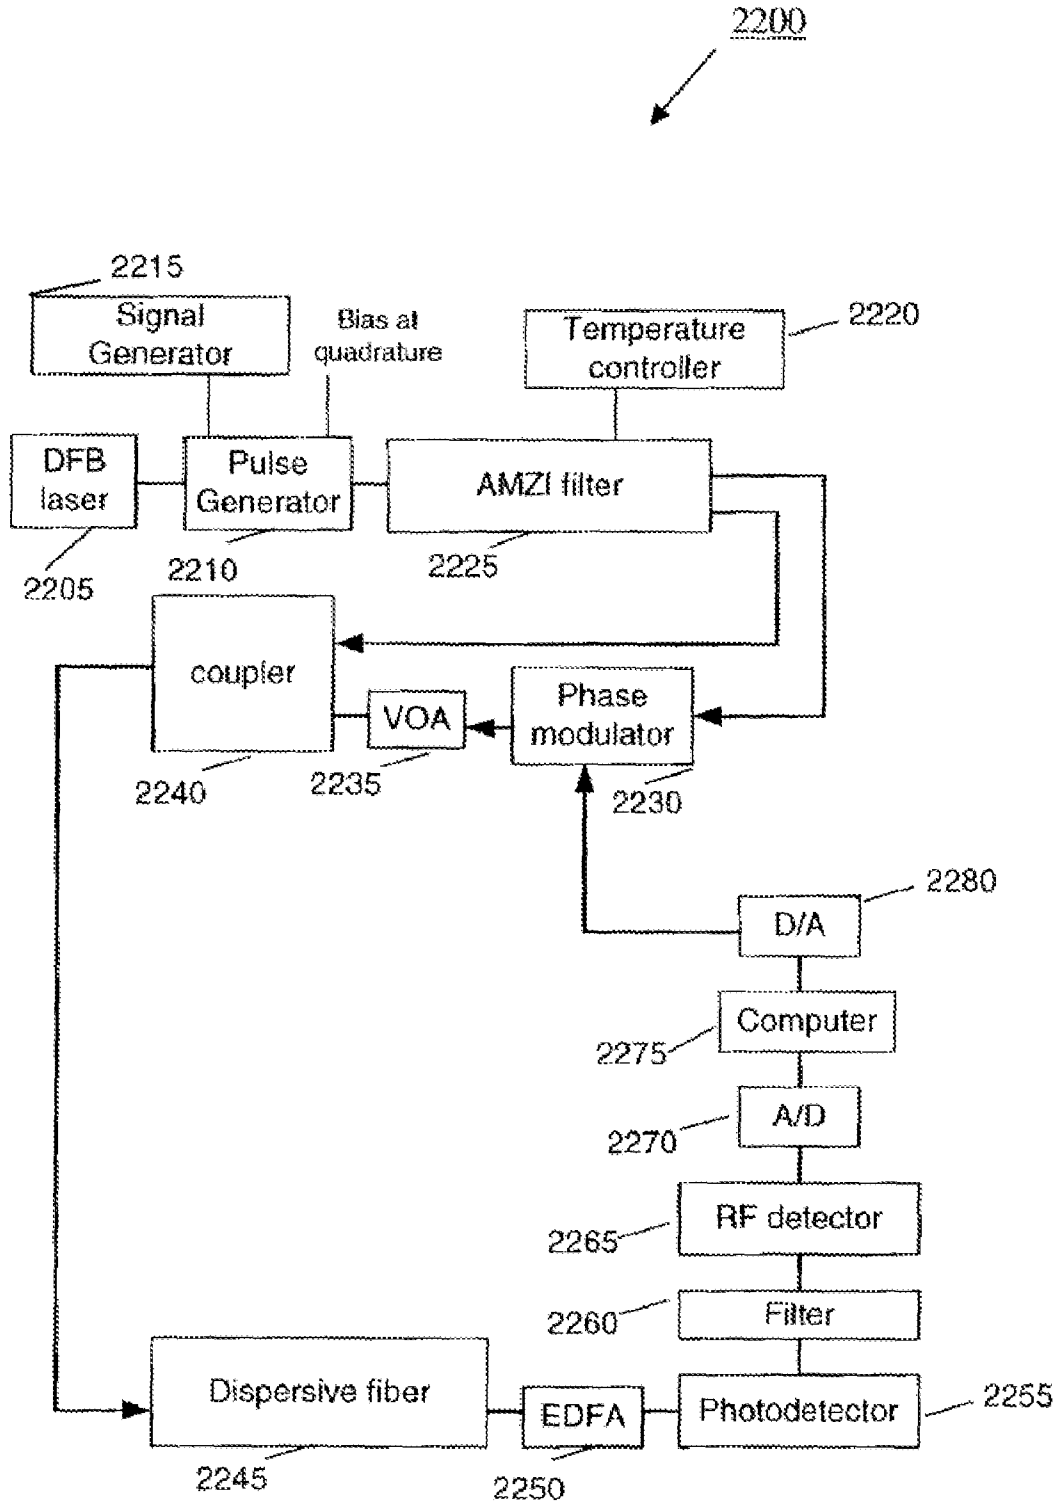 2200
2215
Signal
Generator
Bias at
quadrature
Temperature
controller
2220
DFB
laser
Pulse
Generator
AMZI filter
2205
2210
2225
coupler
VOA
Phase
modulator
2240
2235
2230
2280
D/A
Computer
2275
A/D
2270
RF detector
2265
Filter
2260
Dispersive fiber
EDFA
Photodetector
2255
2245
2250